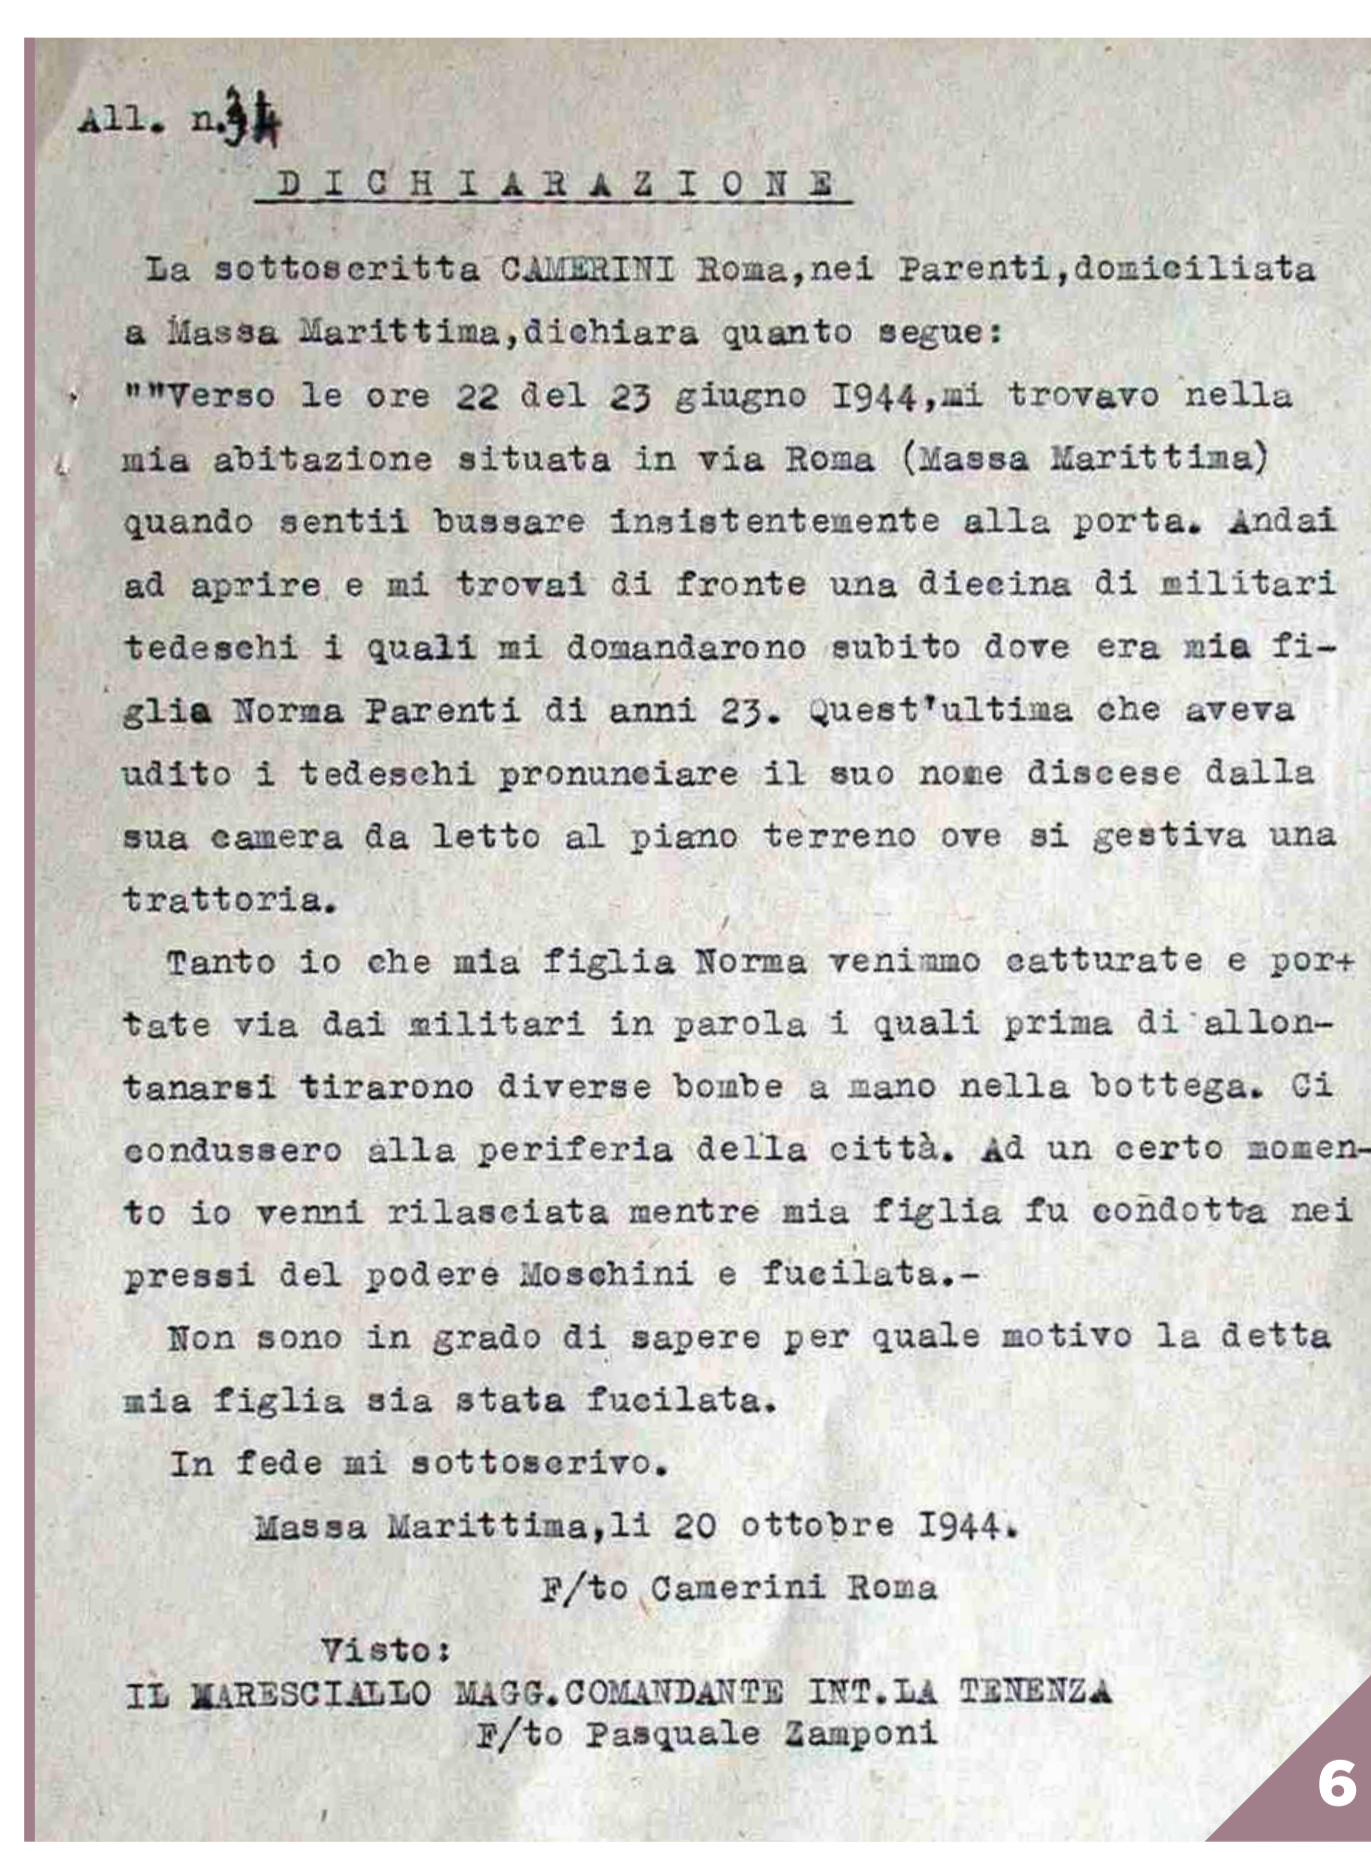 All. n.34
DICHIARAZIONE
La sottoscritta CAMERINI Roma,nei Parenti,domiciliata
a Massa Marittima,dichiara quanto segue:
""Verso le ore 22 del 23 giugno I944,mi trovavo nella
mia abitazione situata in via Roma (Massa Marittima)
quando sentii bussare insistentemente alla porta. Andai
ad aprire e mi trovai di fronte una diecina di militari
tedeschi i quali mi domandarono subito dove era mia fi-
glia Norma Parenti di anni 23. Quest'ultima che aveva
udito i tedeschi pronunciare il suo nome discese dalla
sua camera da letto al piano terreno ove si gestiva una
trattoria.
Tanto io che mia figlia Norma venimmo catturate e por+
tate via dai militari in parola i quali prima di allon-
tanarsi tirarono diverse bombe a mano nella bottega. Ci
condussero alla periferia della città. Ad un certo momen-
to io venni rilasciata mentre mia figlia fu condotta nei
pressi del podere Moschini e fucilata.-
Non sono in grado di sapere per quale motivo la detta
mia figlia sia stata fucilata.
In fede mi sottoscrivo.
Massa Marittima,li 20 ottobre I944.
F/to Camerini Roma
Visto:
IL MARESCIALLO MAGG.COMANDANTE INT.LA TENENZA
F/to Pasquale Zamponi
6